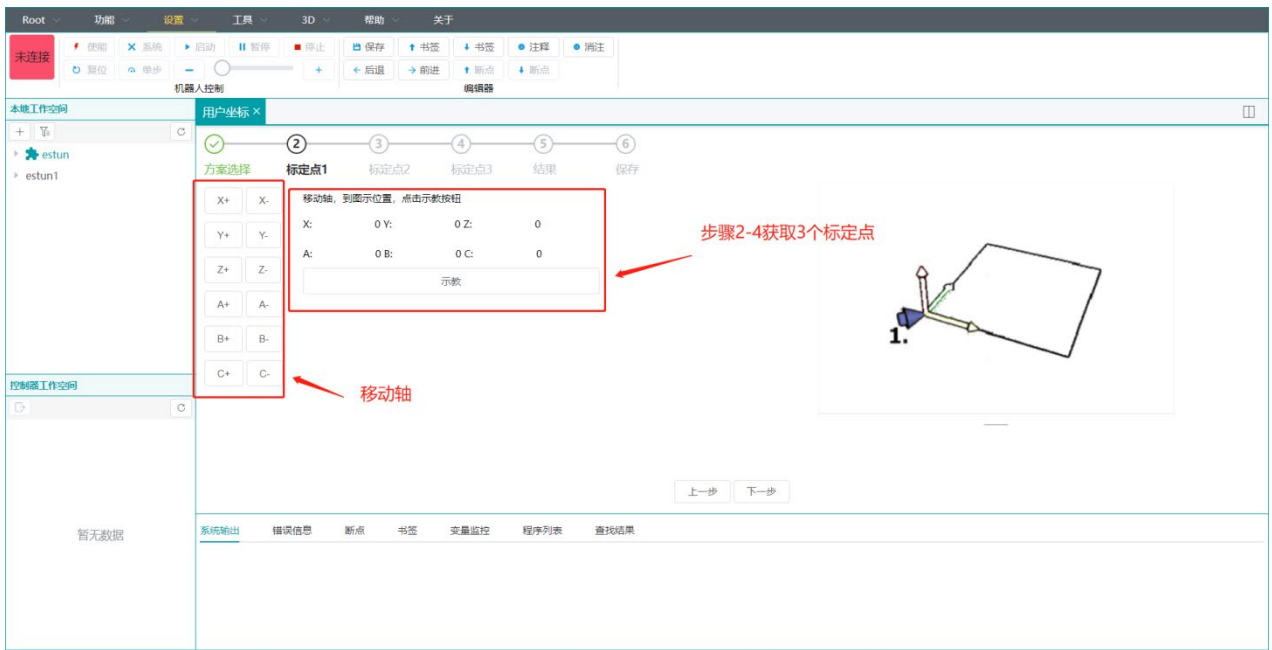 Root 功能 设置 工具 3D 帮助 关于
未连接 使能 系统 启动 暂停 停止 保存 书签 书签 注释 消注
复位 单步 − + 后退 前进 断点 断点
机器人控制 编辑器
本地工作空间 用户坐标 ×
+
estun
estun1
2 3 4 5 6
方案选择 标定点1 标定点2 标定点3 结果 保存
X+ X- 移动轴，到图示位置，点击示教按钮
X: 0 Y: 0 Z: 0
Y+ Y- 步骤2-4获取3个标定点
A: 0 B: 0 C: 0
Z+ Z- 示教
A+ A-
B+ B- 1.
C+ C-
控制器工作空间 移动轴
上一步 下一步
暂无数据 系统输出 错误信息 断点 书签 变量监控 程序列表 查找结果